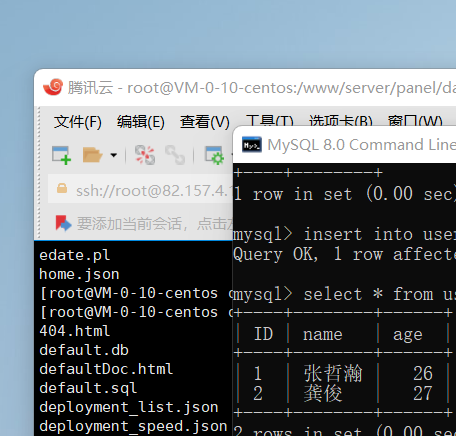 腾讯云 - root@VM-0-10-centos:/www/server/panel/da
文件(F) 编辑(E) 查看(V) 工具(T) 选项卡(B) 窗口(W)
ssh://root@82.157.4.
要添加当前会话，点击
edate.pl
home.json
[root@VM-0-10-centos
[root@VM-0-10-centos
404.html
default.db
defaultDoc.html
default.sql
deployment_list.json
deployment_speed.json
MySQL 8.0 Command Line
+----+--------+
1 row in set (0.00 sec)
mysql> insert into user
Query OK, 1 row affecte
mysql> select * from us
+----+--------+------+
| ID | name | age |
+----+--------+------+
| 1 | 张哲瀚 | 26
| 2 | 龚俊 | 27
+----+--------+------+
2 rows in set (0.00 sec